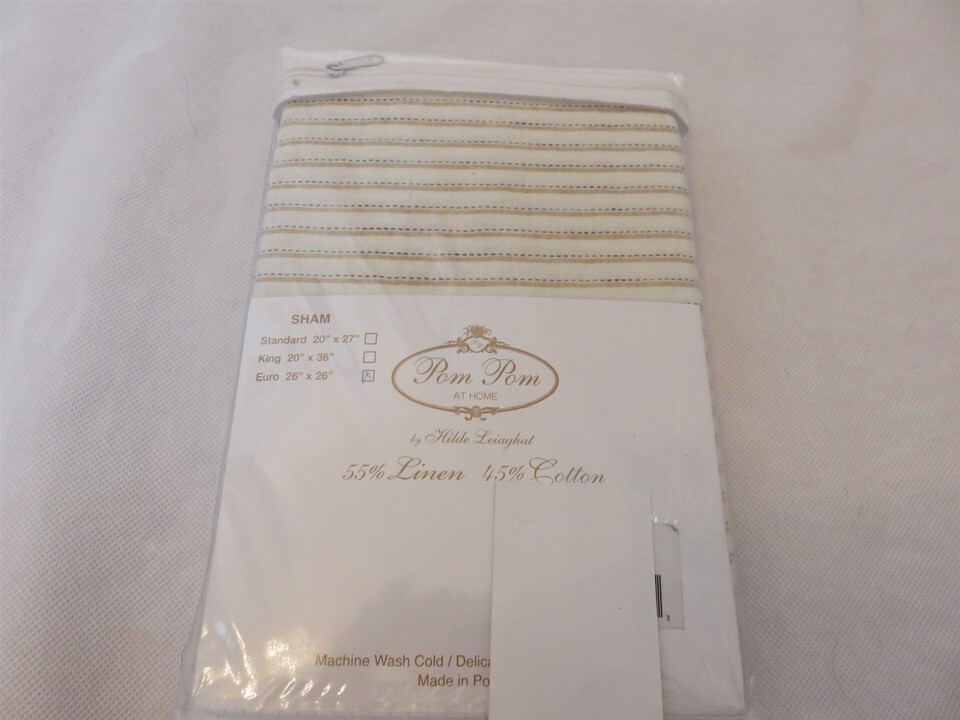 SHAM
Standard 20" x 27"
King 20" x 36"
Euro 26" x 26"
Pom Pom
AT HOME
by Hilde Leiaghat
55% Linen 45% Cotton
3
Machine Wash Cold / Delica
Made in Po